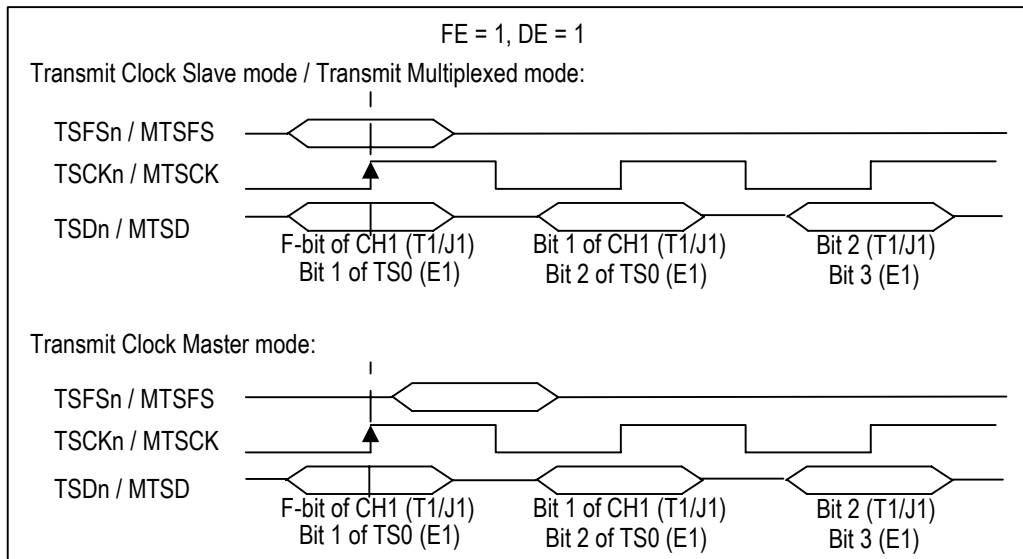 FE = 1, DE = 1
Transmit Clock Slave mode / Transmit Multiplexed mode:
TSFSn / MTSFS
TSCKn / MTSCK
TSDn / MTSD
F-bit of CH1 (T1/J1) Bit 1 of CH1 (T1/J1) Bit 2 (T1/J1)
Bit 1 of TS0 (E1) Bit 2 of TS0 (E1) Bit 3 (E1)
Transmit Clock Master mode:
TSFSn / MTSFS
TSCKn / MTSCK
TSDn / MTSD
F-bit of CH1 (T1/J1) Bit 1 of CH1 (T1/J1) Bit 2 (T1/J1)
Bit 1 of TS0 (E1) Bit 2 of TS0 (E1) Bit 3 (E1)